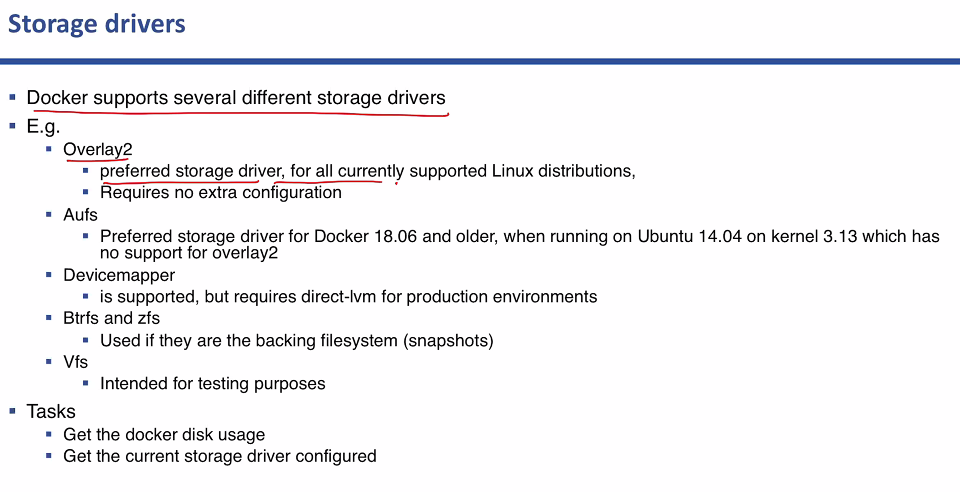 Storage drivers
Docker supports several different storage drivers
E.g.
Overlay2
preferred storage driver, for all currently supported Linux distributions,
Requires no extra configuration
Aufs
Preferred storage driver for Docker 18.06 and older, when running on Ubuntu 14.04 on kernel 3.13 which has
no support for overlay2
Devicemapper
is supported, but requires direct-lvm for production environments
Btrfs and zfs
Used if they are the backing filesystem (snapshots)
Vfs
Intended for testing purposes
Tasks
Get the docker disk usage
Get the current storage driver configured